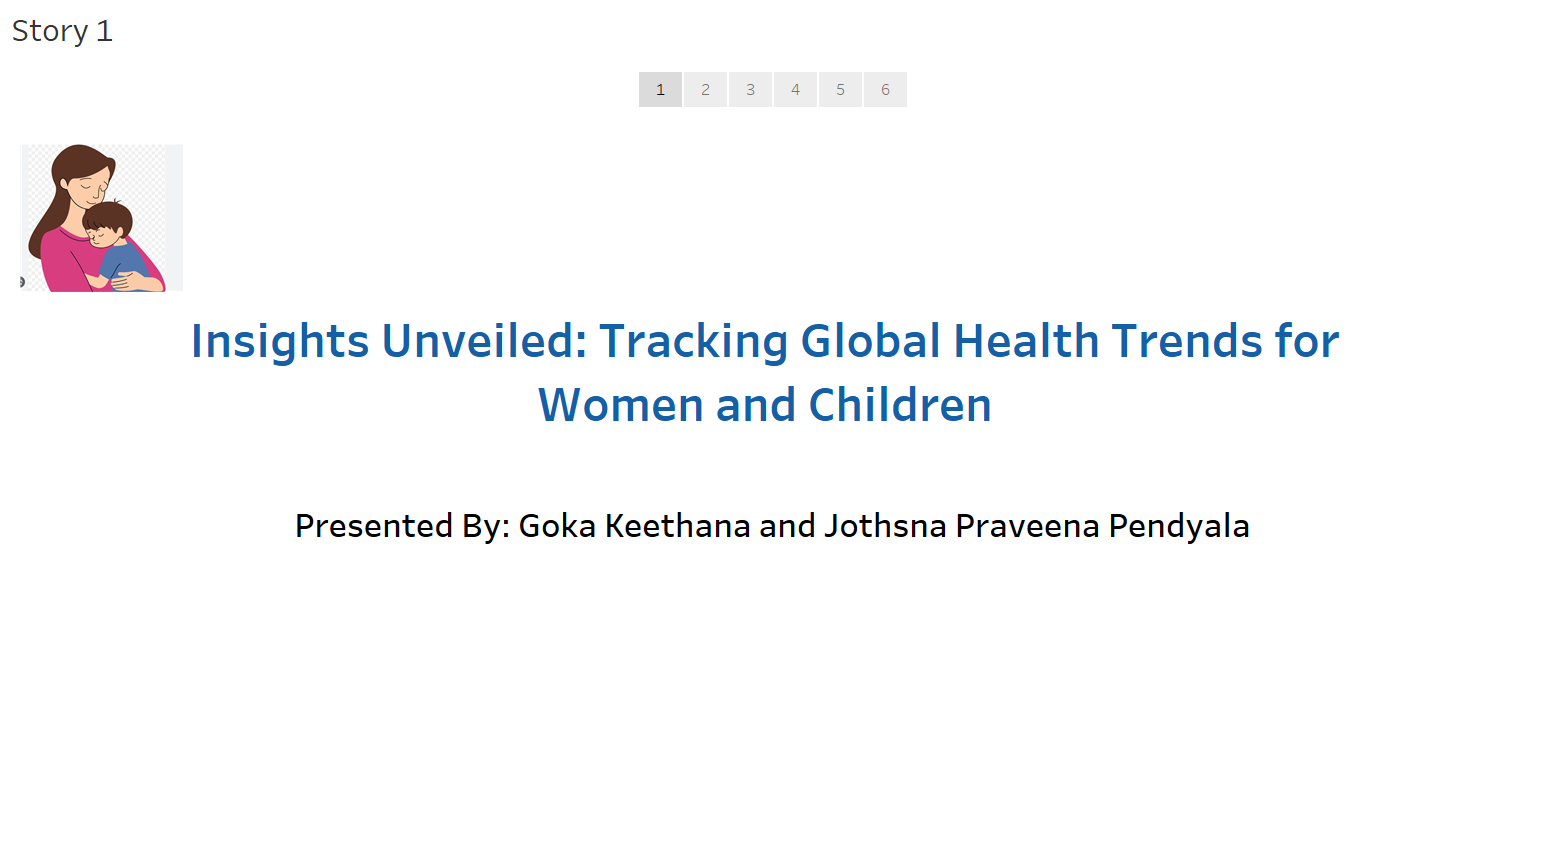 Story 1
1 2 3 4 5 6
Insights Unveiled: Tracking Global Health Trends for
Women and Children
Presented By: Goka Keethana and Jothsna Praveena Pendyala